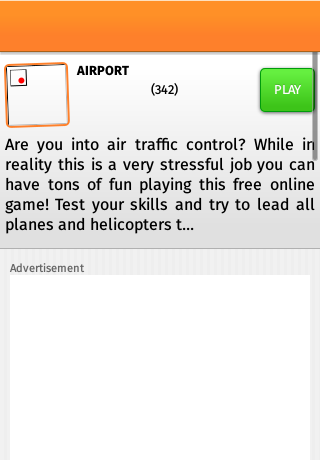 AIRPORT
(342)
PLAY
Are you into air traffic control? While in
reality this is a very stressful job you can
have tons of fun playing this free online
game! Test your skills and try to lead all
planes and helicopters t...
Advertisement